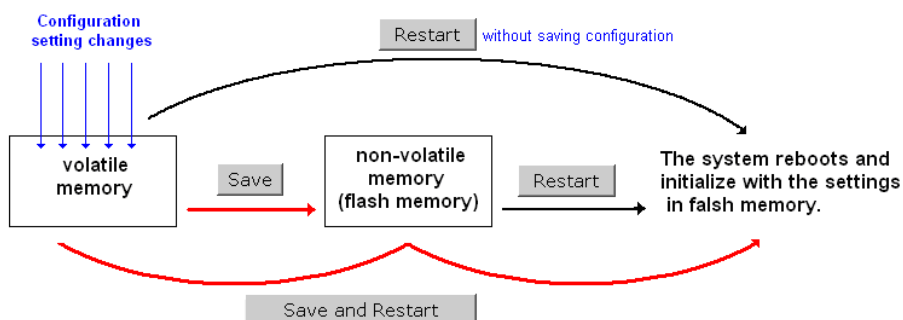 Configuration
setting changes
Restart without saving configuration
volatile
memory
Save
non-volatile
memory
(flash memory)
Restart
The system reboots and
initialize with the settings
in falsh memory.
Save and Restart